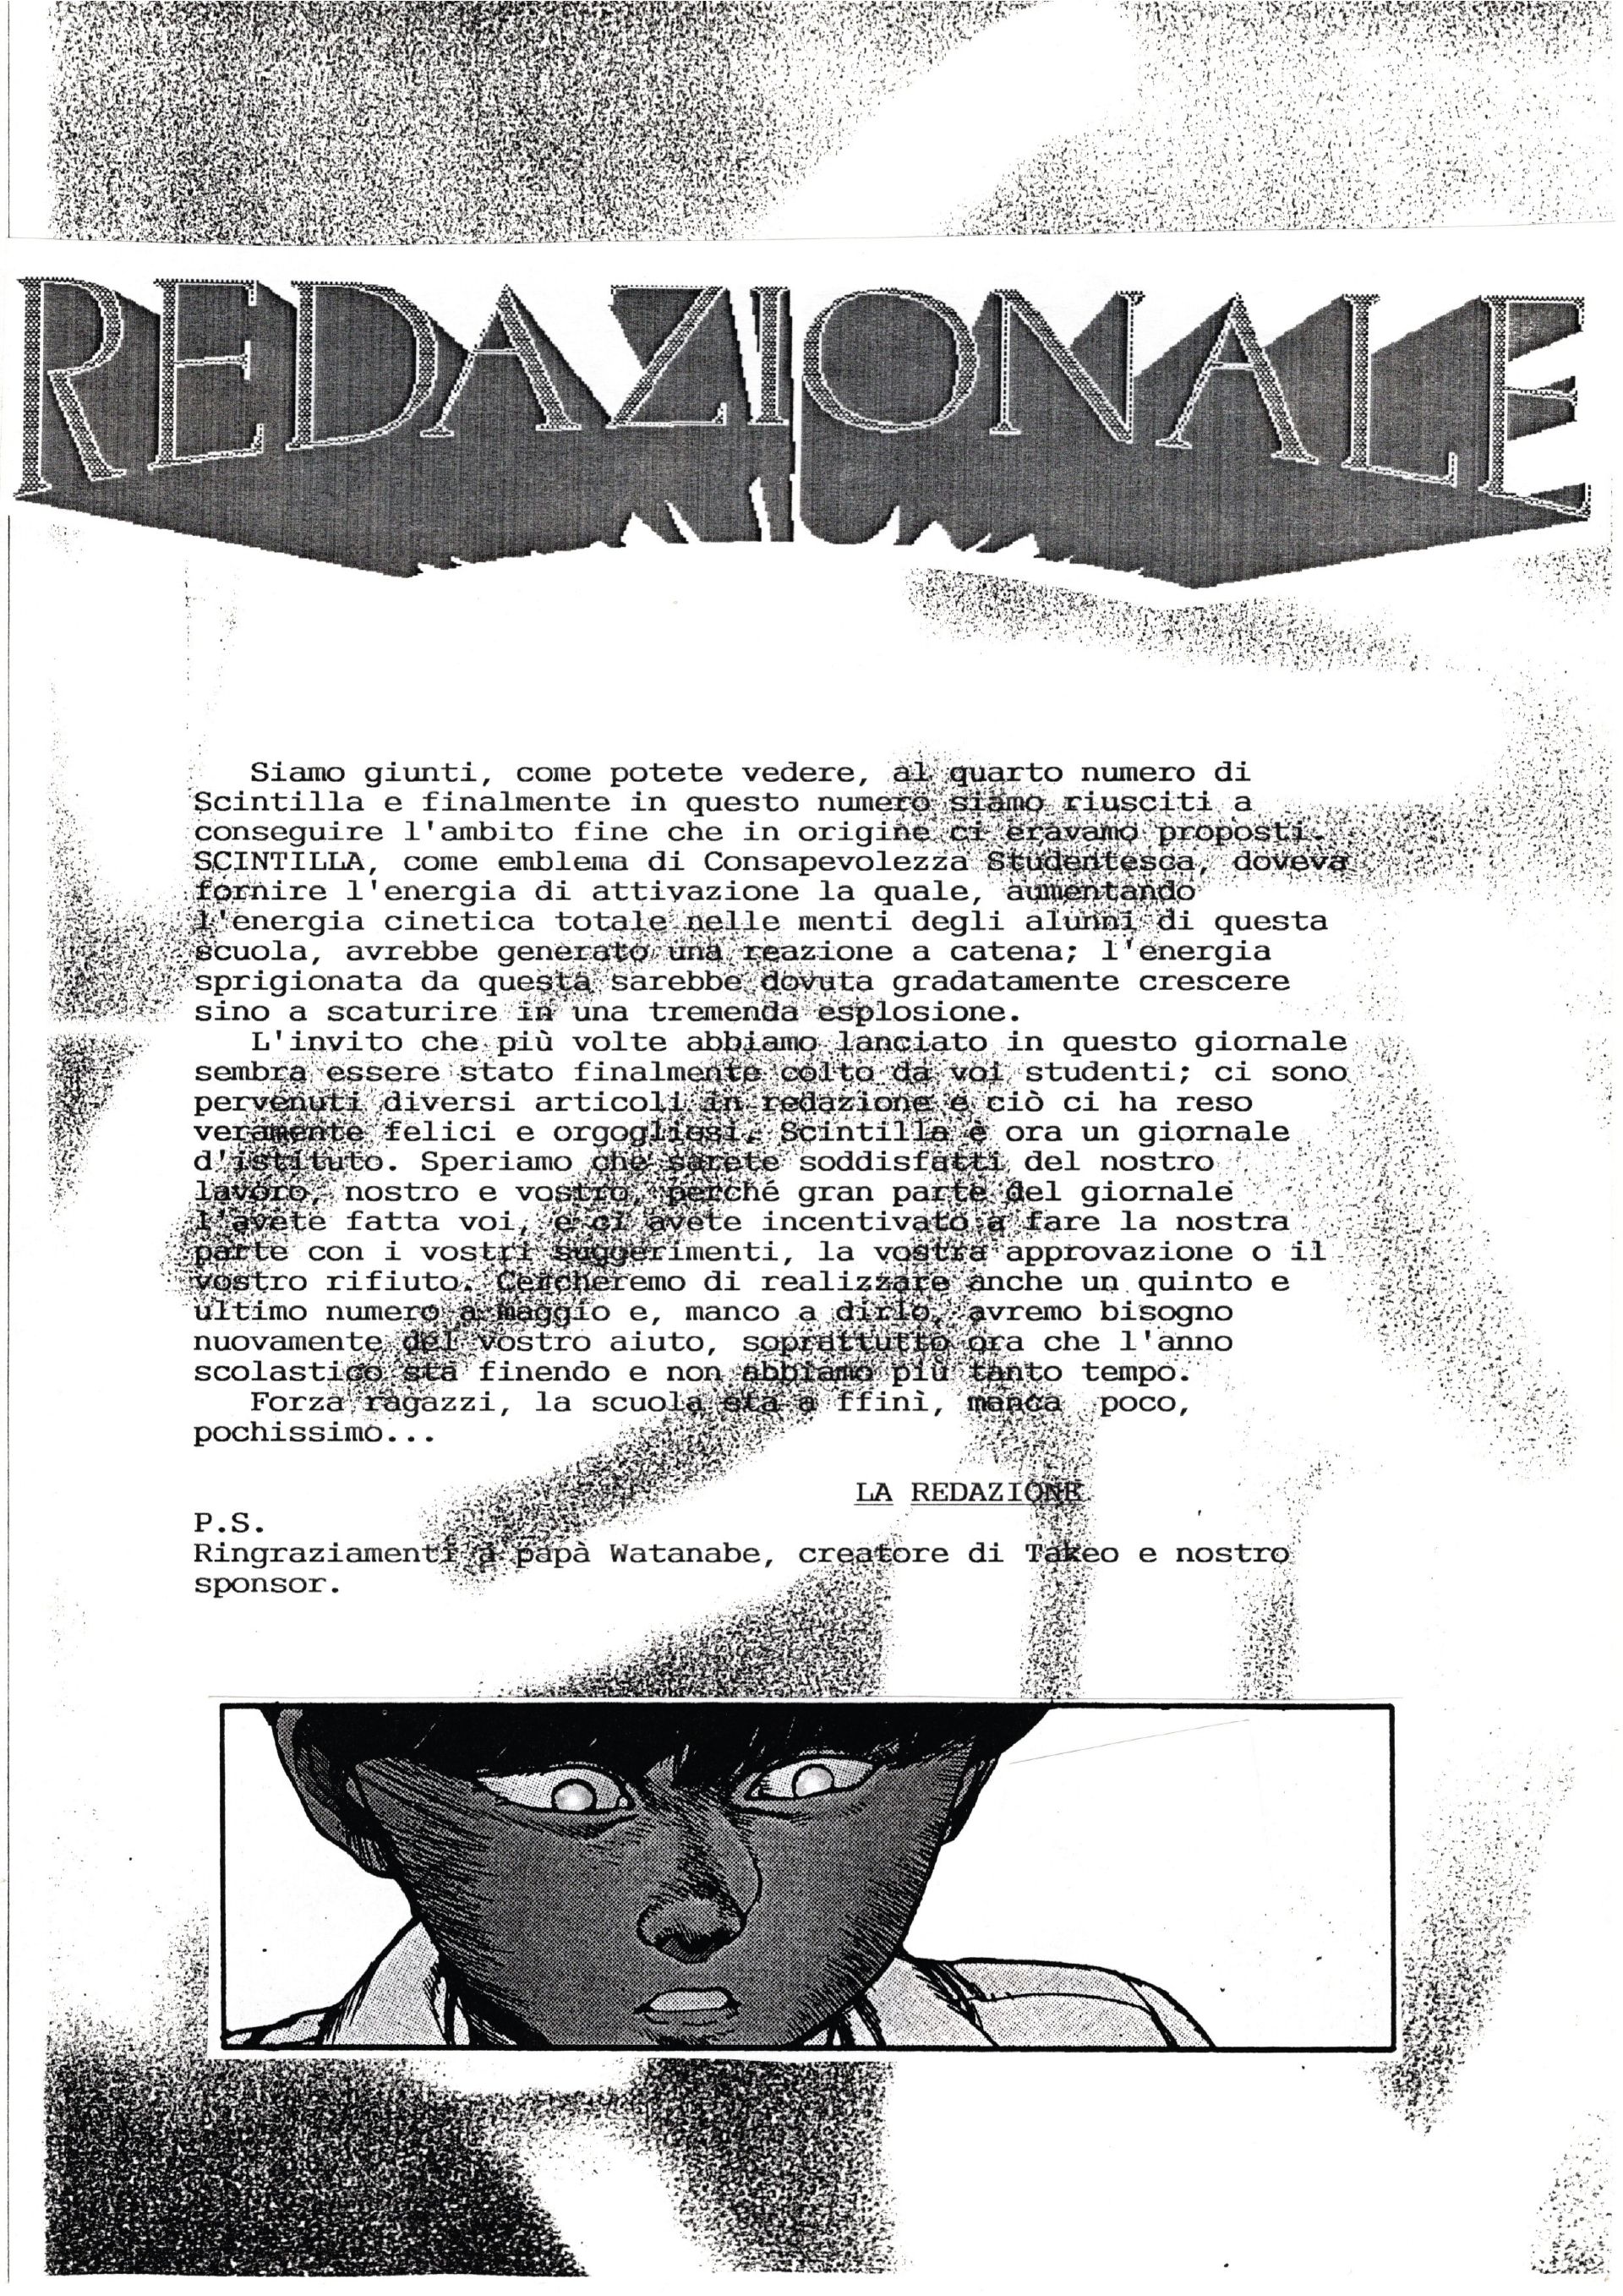 REDAZIONALE
Siamo giunti, come potete vedere, al quarto numero di
Scintilla e finalmente in questo numero siamo riusciti a
conseguire l'ambito fine che in origine ci eravamo proposti.
SCINTILLA, come emblema di Consapevolezza Studentesca, doveva
fornire l'energia di attivazione la quale, aumentando
l'energia cinetica totale nelle menti degli alunni di questa
scuola, avrebbe generato una reazione a catena; l'energia
sprigionata da questa sarebbe dovuta gradatamente crescere
sino a scaturire in una tremenda esplosione.
L'invito che più volte abbiamo lanciato in questo giornale
sembra essere stato finalmente colto da voi studenti; ci sono
pervenuti diversi articoli in redazione e ciò ci ha reso
veramente felici e orgogliosi. Scintilla è ora un giornale
d'istituto. Speriamo che sarete soddisfatti del nostro
lavoro, nostro e vostro, perché gran parte del giornale
l'avete fatta voi, e ci avete incentivato a fare la nostra
parte con i vostri suggerimenti, la vostra approvazione o il
vostro rifiuto. Cercheremo di realizzare anche un quinto e
ultimo numero a maggio e, manco a dirlo, avremo bisogno
nuovamente del vostro aiuto, soprattutto ora che l'anno
scolastico sta finendo e non abbiamo più tanto tempo.
Forza ragazzi, la scuola sta a ffinì, manca poco,
pochissimo...
LA REDAZIONE
P.S.
Ringraziamenti a papà Watanabe, creatore di Takeo e nostro
sponsor.